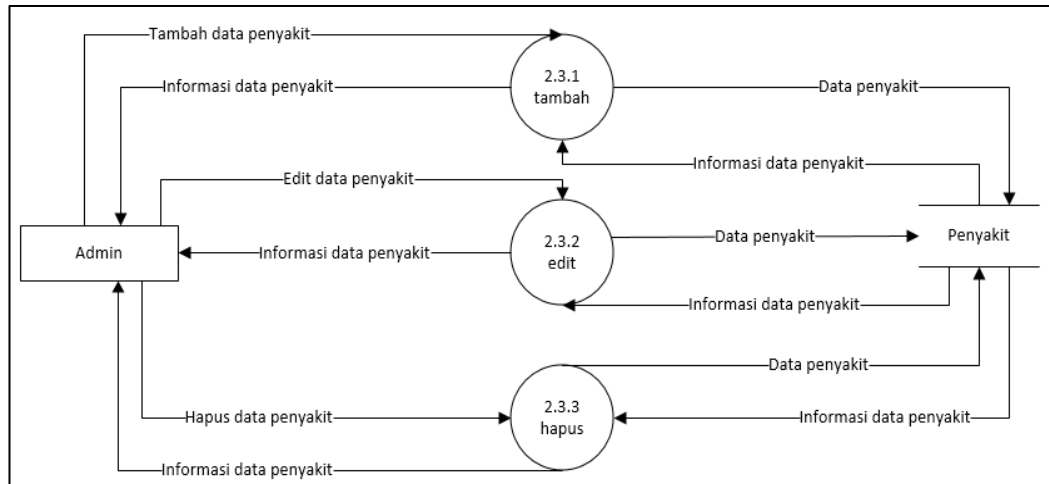 Tambah data penyakit
2.3.1
tambah
Informasi data penyakit
Data penyakit
Informasi data penyakit
Edit data penyakit
2.3.2
edit
Data penyakit
Penyakit
Admin
Informasi data penyakit
Informasi data penyakit
Data penyakit
2.3.3
hapus
Hapus data penyakit
Informasi data penyakit
Informasi data penyakit